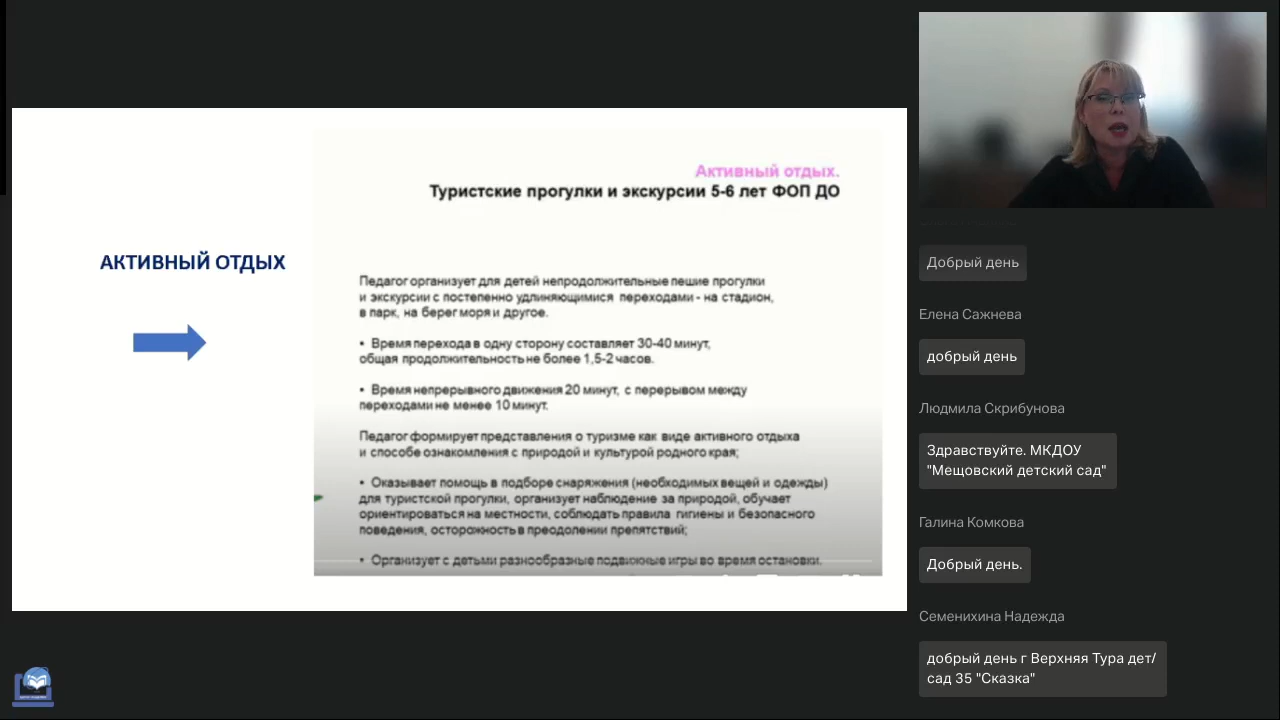 АКТИВНЫЙ ОТДЫХ
Активный отдых.
Туристские прогулки и экскурсии 5-6 лет ФОП ДО
Педагог организует для детей непродолжительные пешие прогулки
и экскурсии с постепенно удлиняющимися переходами - на стадион,
в парк, на берег моря и другое.
• Время перехода в одну сторону составляет 30-40 минут,
общая продолжительность не более 1,5-2 часов.
• Время непрерывного движения 20 минут, с перерывом между
переходами не менее 10 минут.
Педагог формирует представления о туризме как виде активного отдыха
и способе ознакомления с природой и культурой родного края;
• Оказывает помощь в подборе снаряжения (необходимых вещей и одежды)
для туристской прогулки, организует наблюдение за природой, обучает
ориентироваться на местности, соблюдать правила гигиены и безопасного
поведения, осторожность в преодолении препятствий;
• Организует с детьми разнообразные подвижные игры во время остановки.
Добрый день
Елена Сажнева
добрый день
Людмила Скрибунова
Здравствуйте. МКДОУ
"Мещовский детский сад"
Галина Комкова
Добрый день.
Семенихина Надежда
добрый день г Верхняя Тура дет/
сад 35 "Сказка"